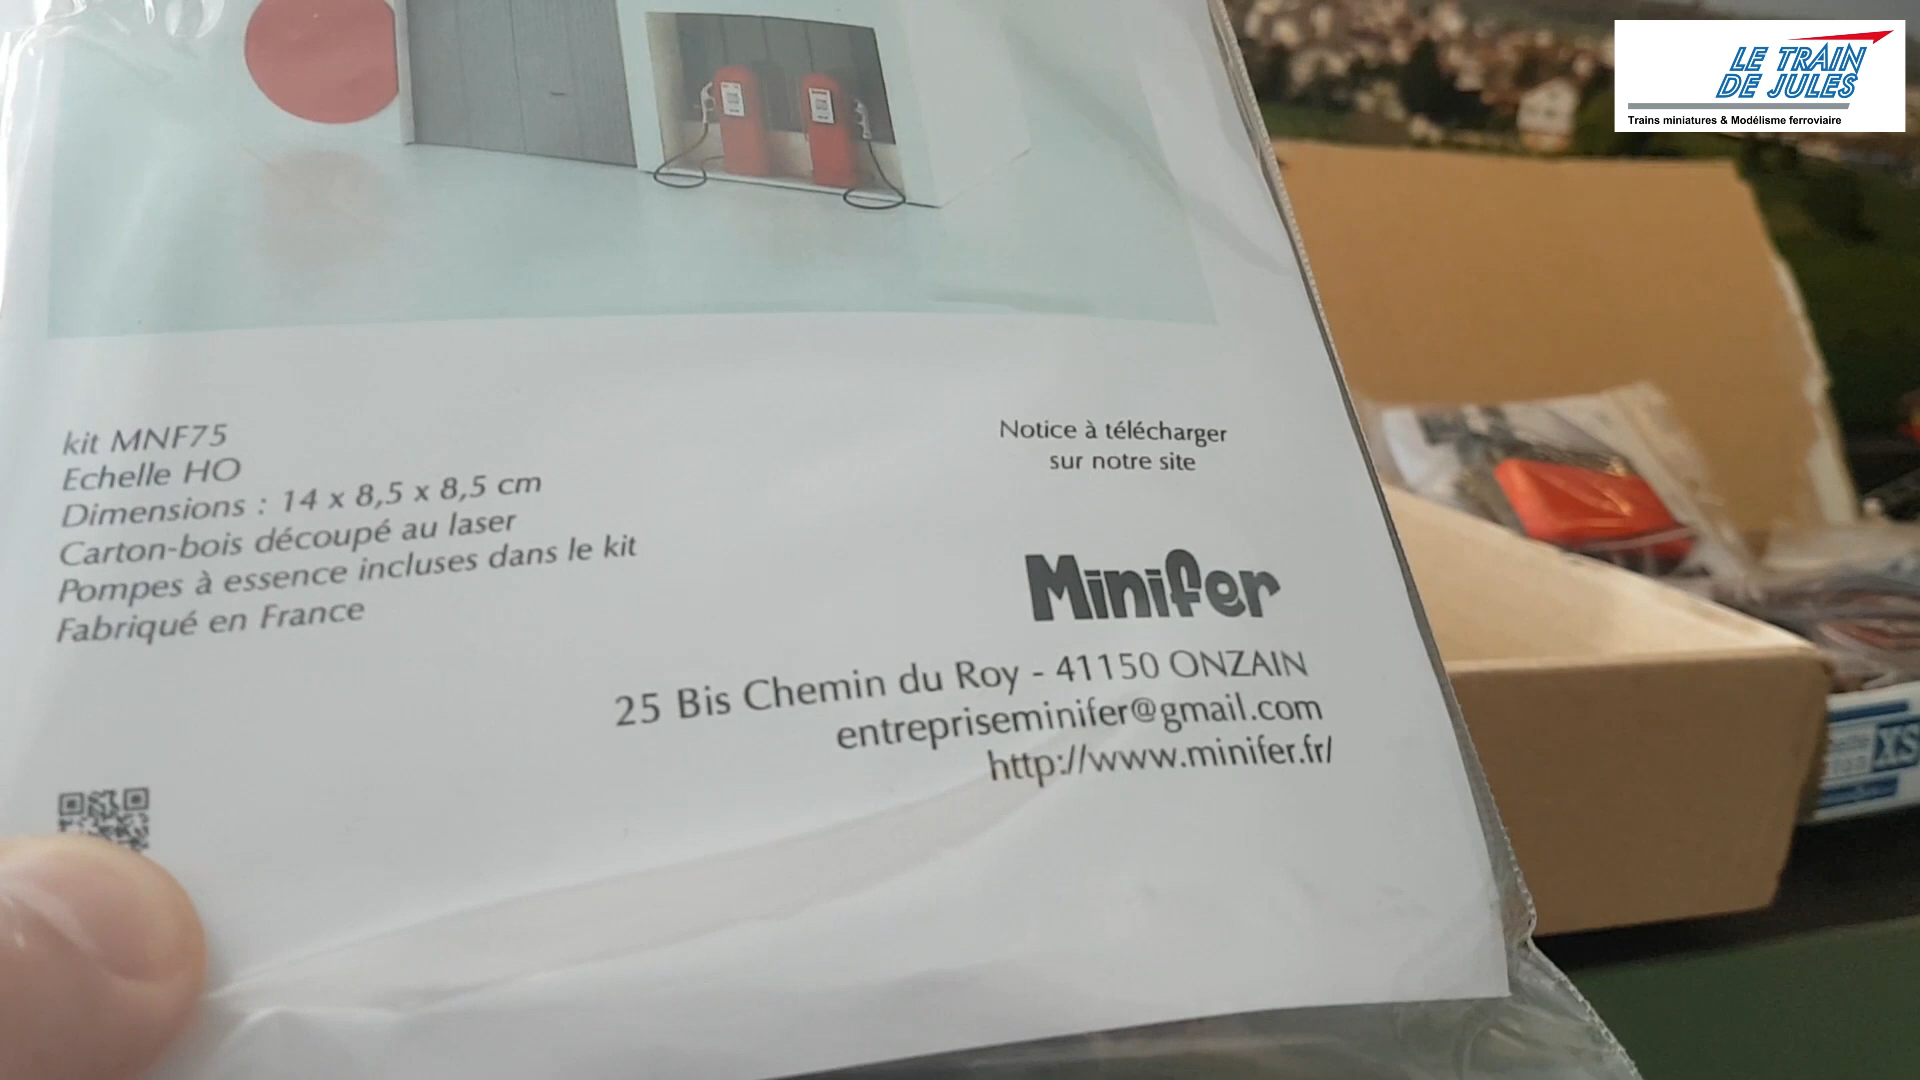 LE TRAIN
DE JULES
Trains miniatures & Modélisme ferroviaire
kit MNF75
Echelle HO
Dimensions : 14 x 8,5 x 8,5 cm
Carton-bois découpé au laser
Pompes à essence incluses dans le kit
Fabriqué en France
Notice à télécharger
sur notre site
Minifer
25 Bis Chemin du Roy - 41150 ONZAIN
entrepriseminifer@gmail.com
http://www.minifer.fr/
XS